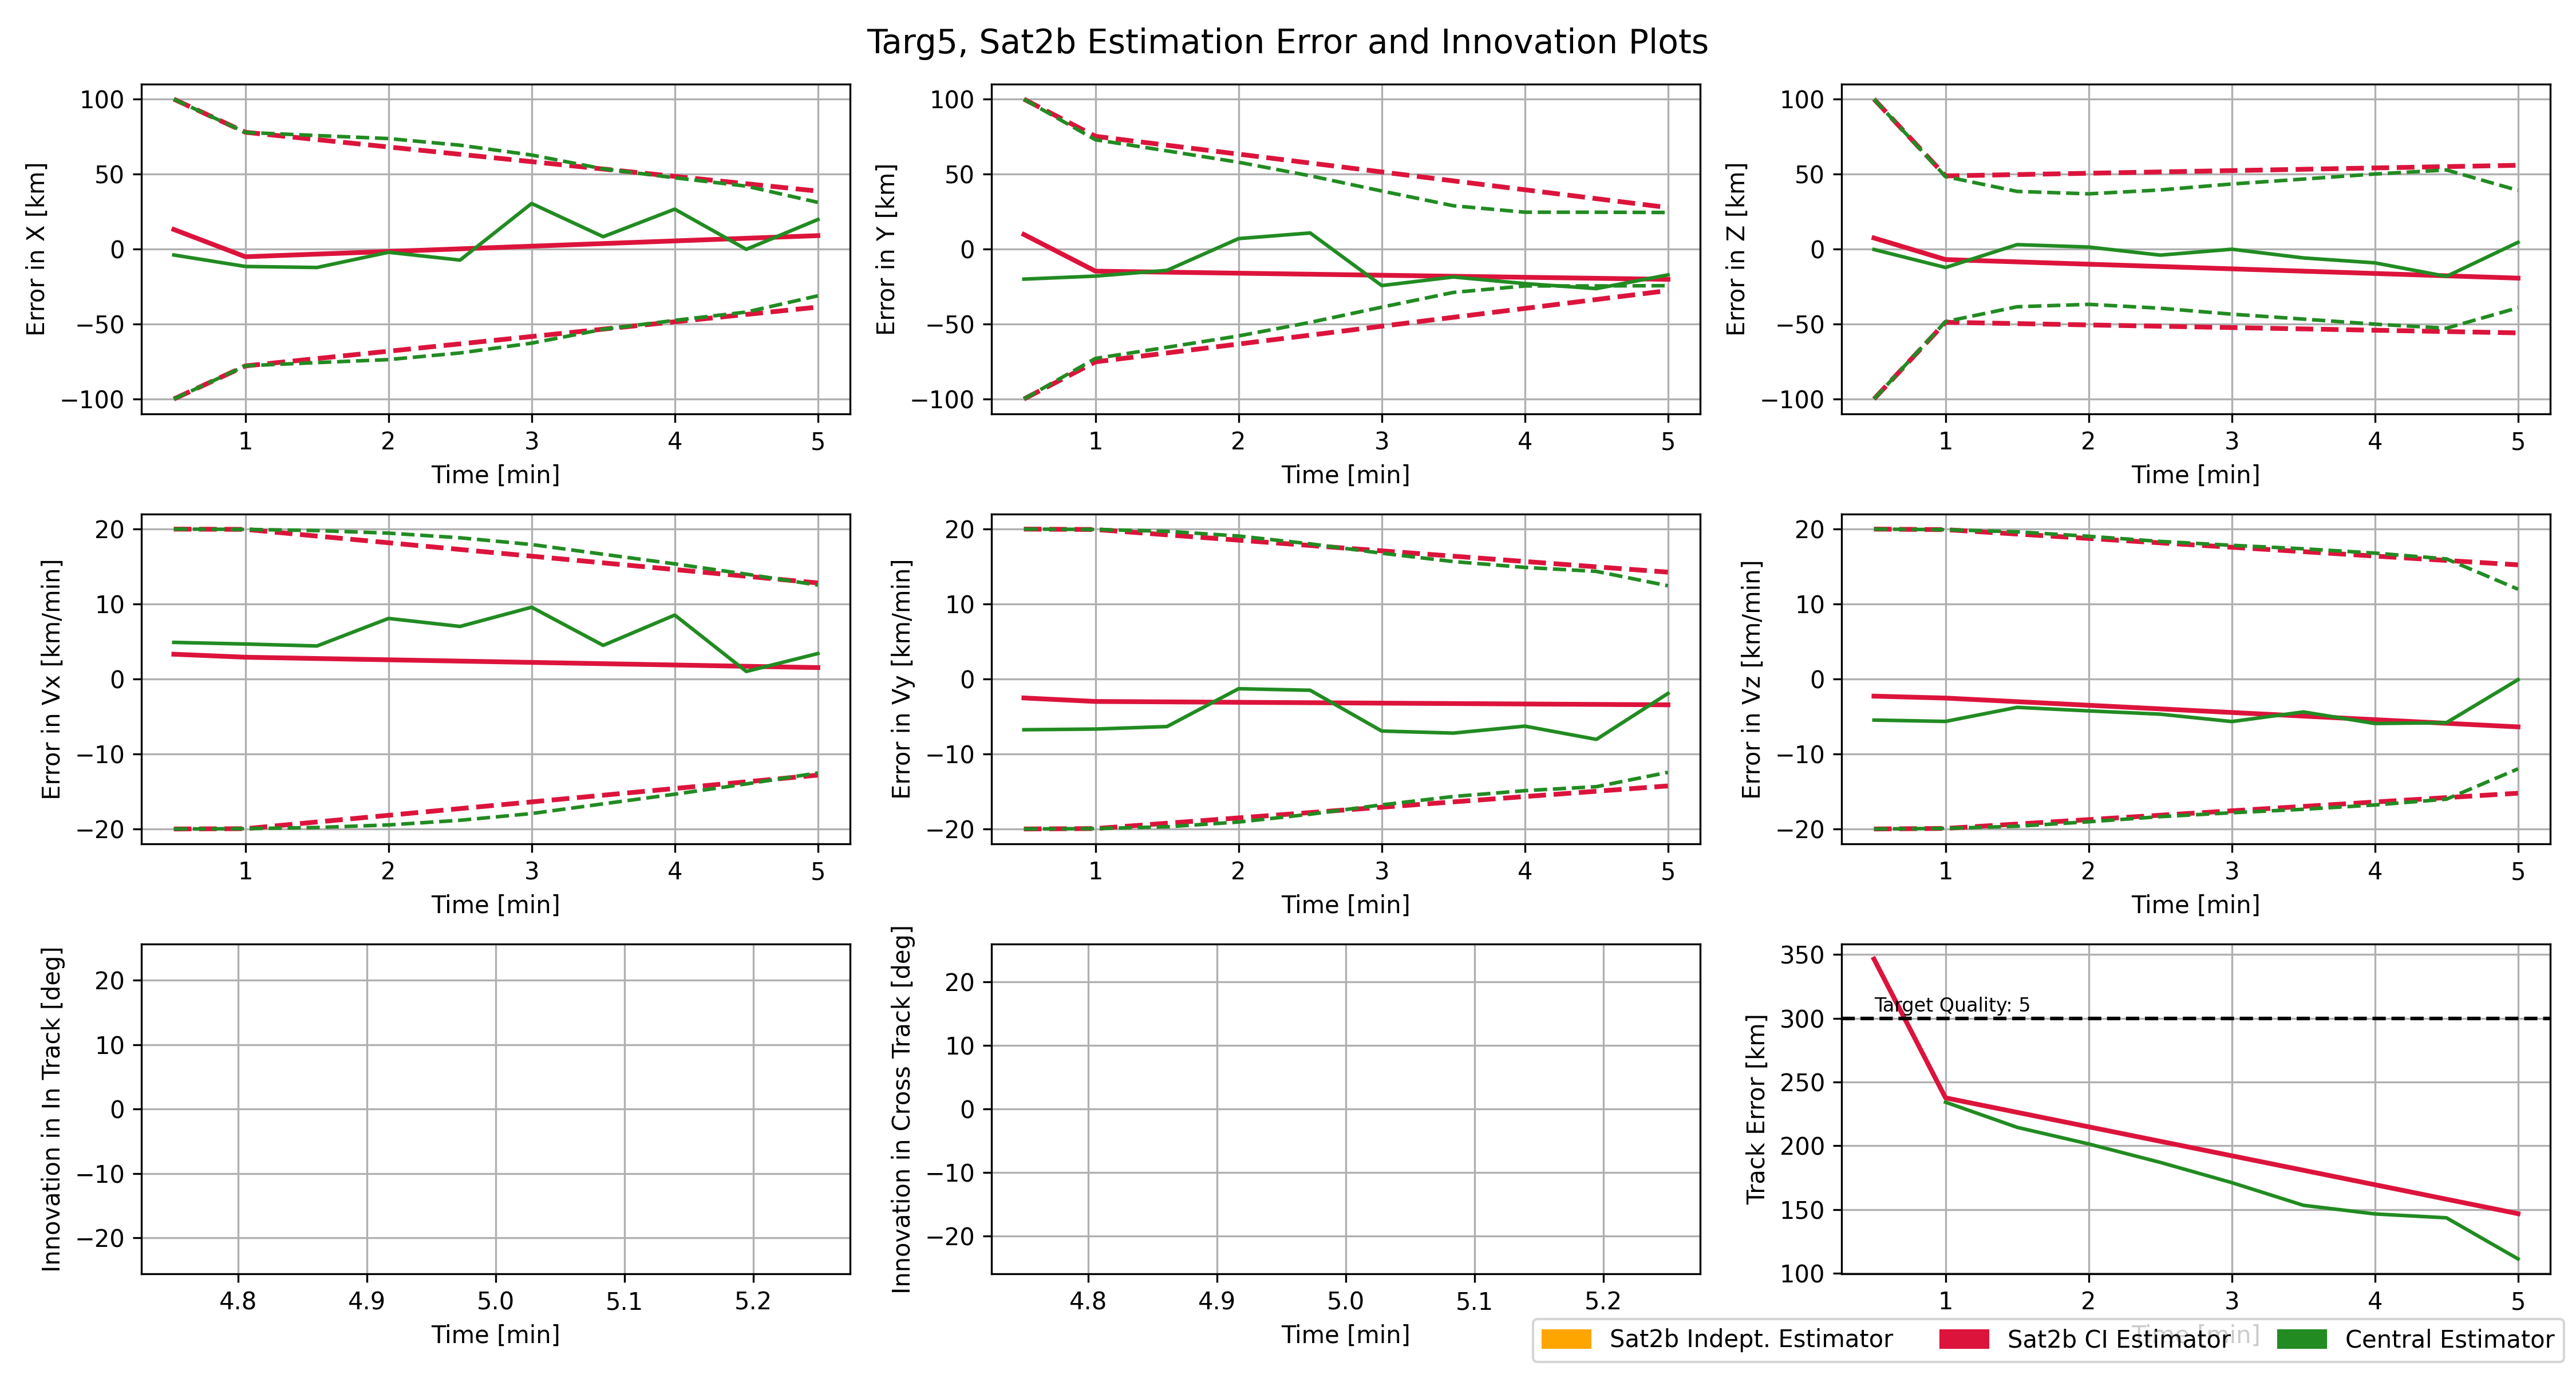 Targ5, Sat2b Estimation Error and Innovation Plots
Error in X [km]
100
50
0
−50
−100
1 2 3 4 5
Time [min]
Error in Y [km]
100
50
0
−50
−100
1 2 3 4 5
Time [min]
Error in Z [km]
100
50
0
−50
−100
1 2 3 4 5
Time [min]
Error in Vx [km/min]
20
10
0
−10
−20
1 2 3 4 5
Time [min]
Error in Vy [km/min]
20
10
0
−10
−20
1 2 3 4 5
Time [min]
Error in Vz [km/min]
20
10
0
−10
−20
1 2 3 4 5
Time [min]
Innovation in In Track [deg]
20
10
0
−10
−20
4.8 4.9 5.0 5.1 5.2
Time [min]
Innovation in Cross Track [deg]
20
10
0
−10
−20
4.8 4.9 5.0 5.1 5.2
Time [min]
Track Error [km]
350
300
250
200
150
100
Target Quality: 5
1 2 3 4 5
Time [min]
Sat2b Indept. Estimator Sat2b CI Estimator Central Estimator